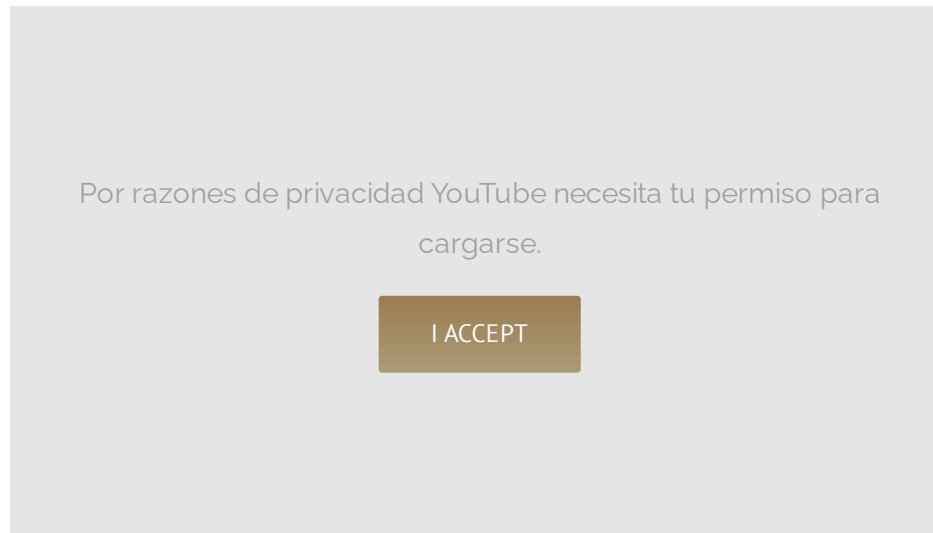 Por razones de privacidad YouTube necesita tu permiso para
cargarse.
I ACCEPT